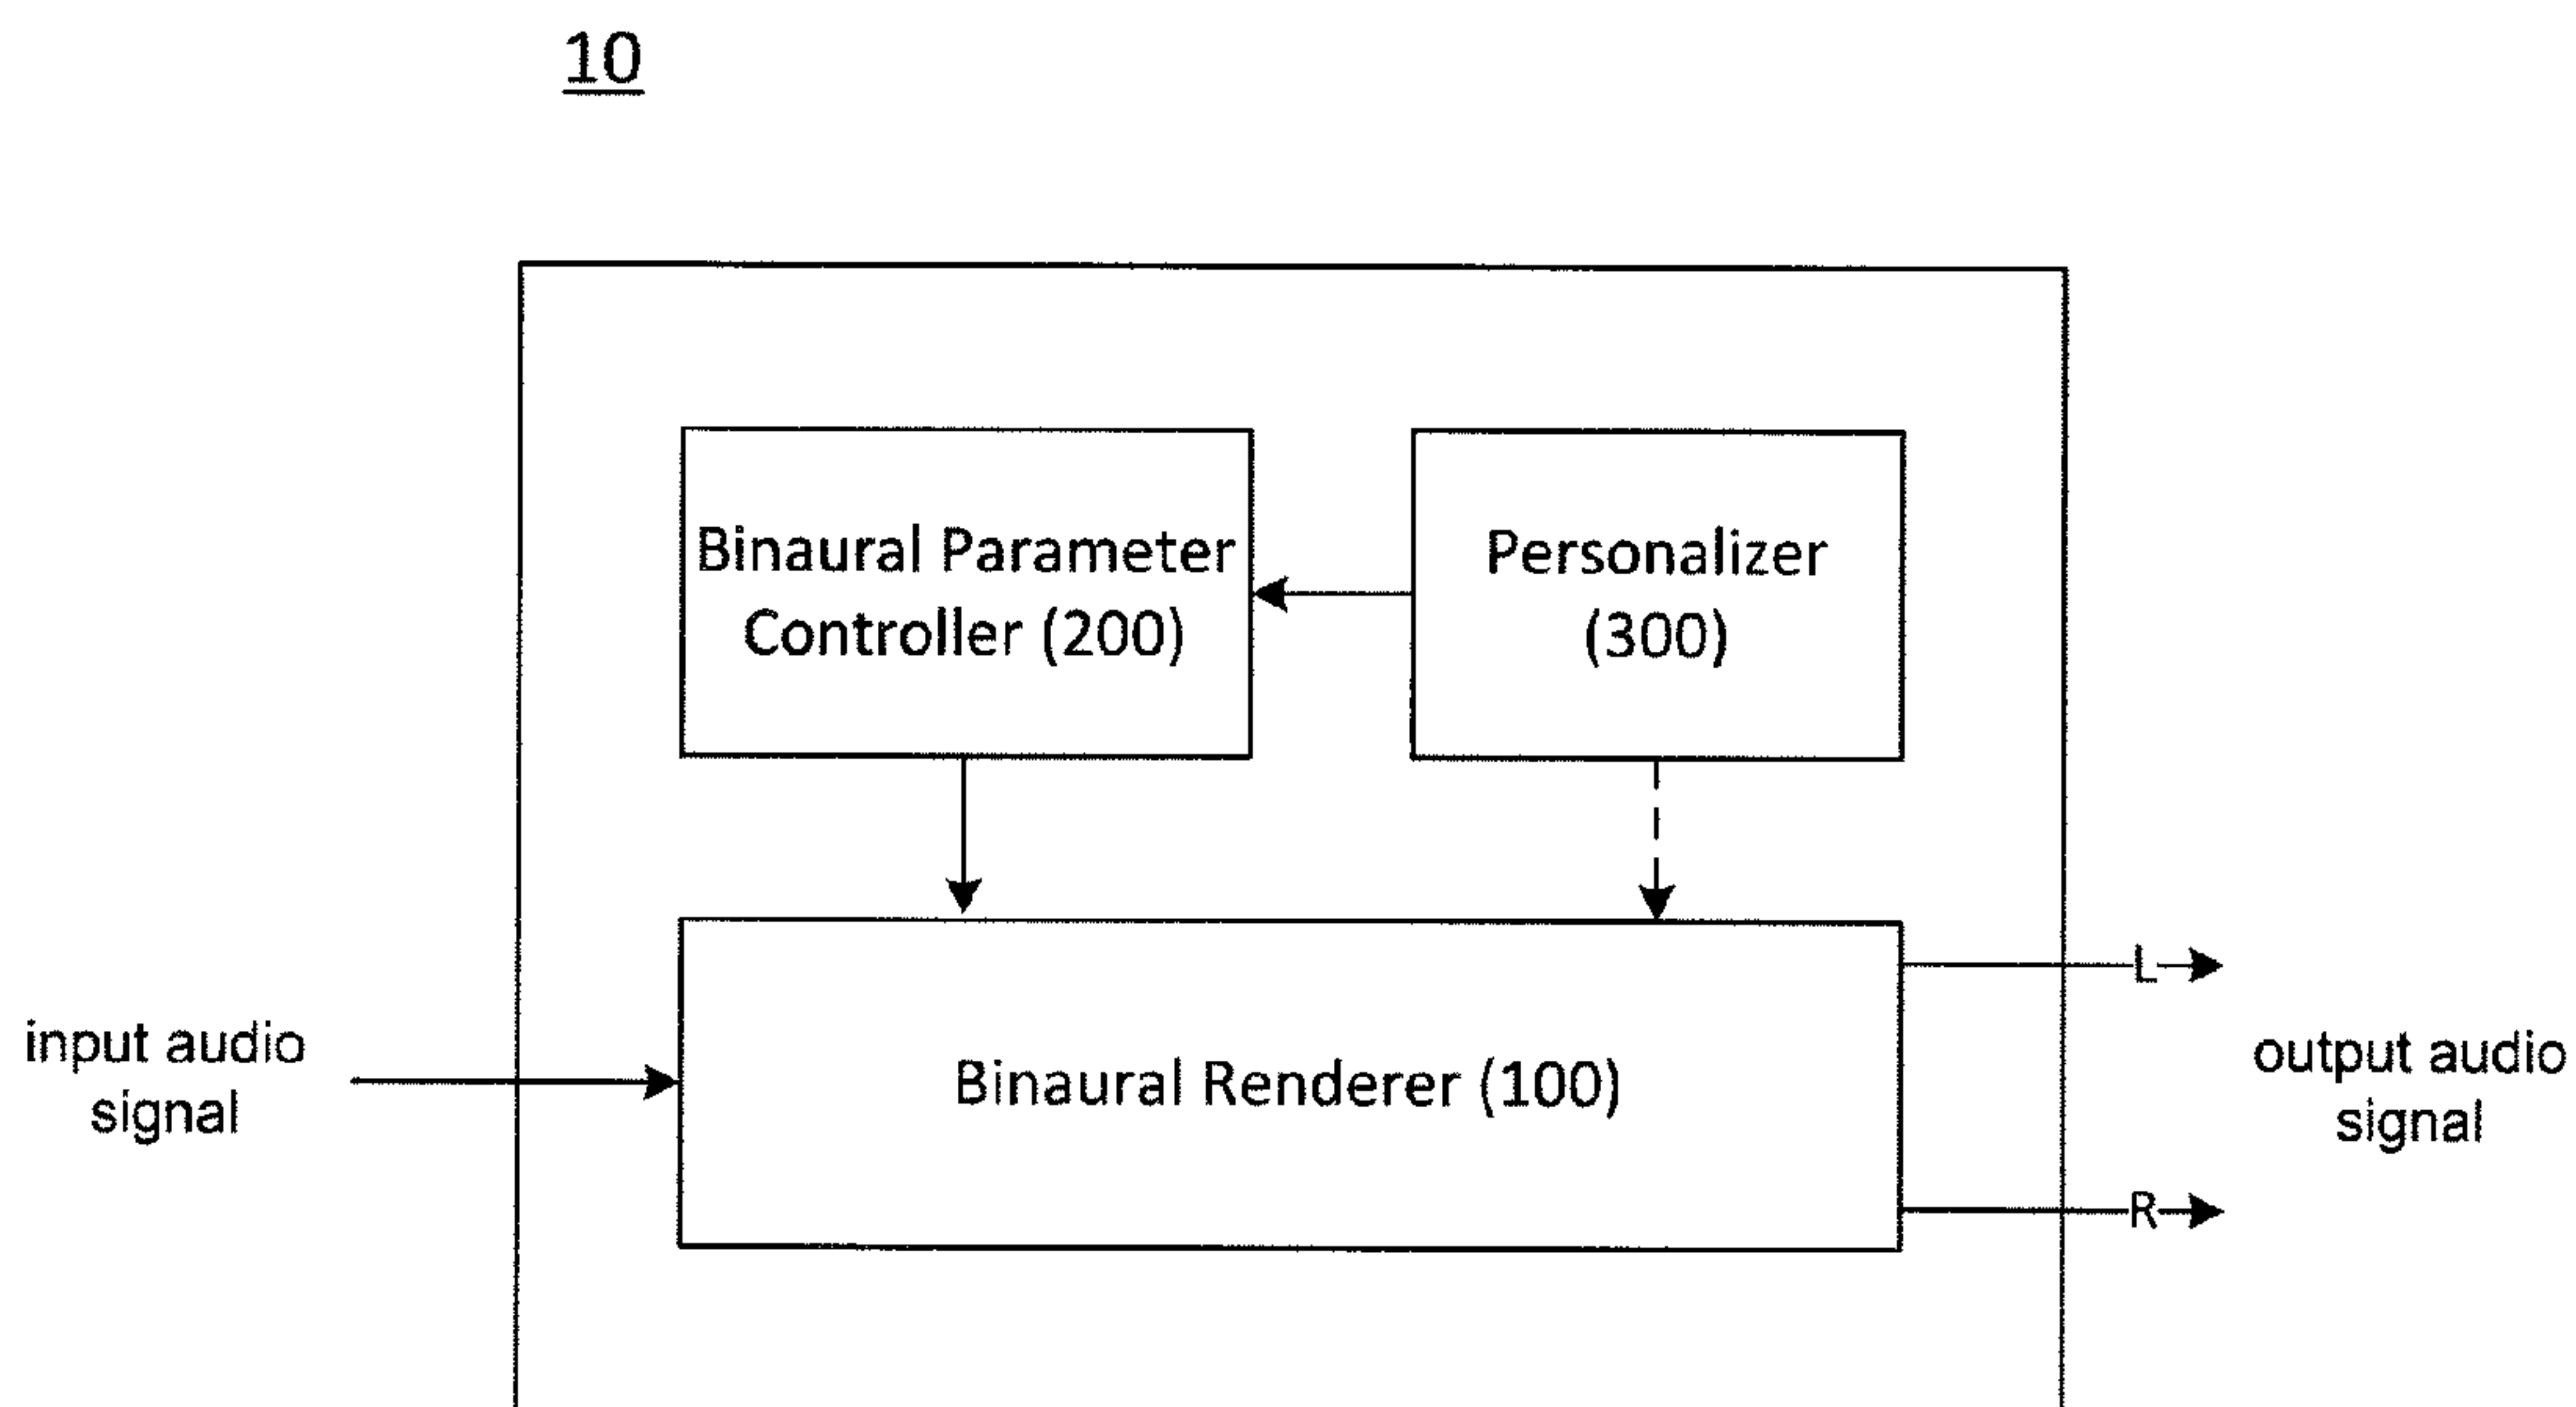 10
Binaural Parameter
Controller (200)
Personalizer
(300)
input audio
signal
Binaural Renderer (100)
L
R
output audio
signal